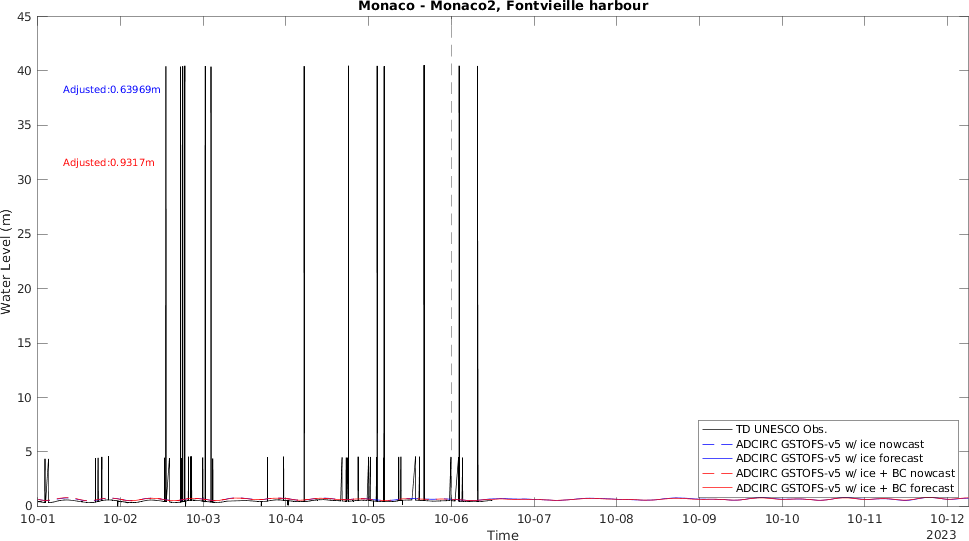 Monaco - Monaco2, Fontvieille harbour
45
40
35
30
25
20
15
10
5
0
Water Level (m)
Adjusted:0.63969m
Adjusted:0.9317m
TD UNESCO Obs.
ADCIRC GSTOFS-v5 w/ ice nowcast
ADCIRC GSTOFS-v5 w/ ice forecast
ADCIRC GSTOFS-v5 w/ ice + BC nowcast
ADCIRC GSTOFS-v5 w/ ice + BC forecast
10-01 10-02 10-03 10-04 10-05 10-06 10-07 10-08 10-09 10-10 10-11 10-12
2023
Time